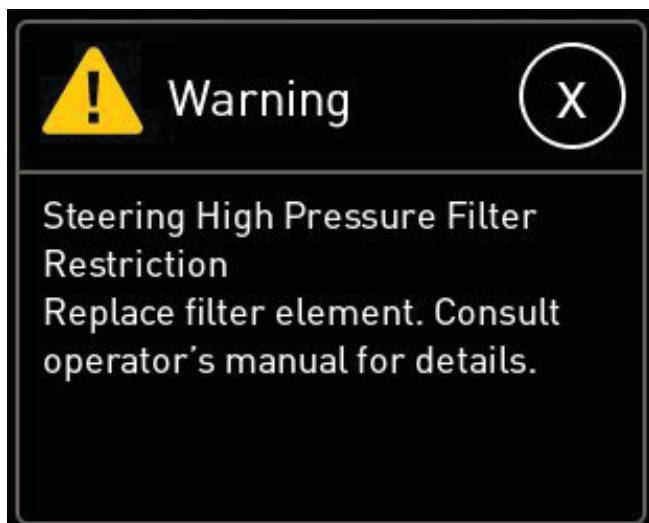 Warning
X
Steering High Pressure Filter
Restriction
Replace filter element. Consult
operator’s manual for details.